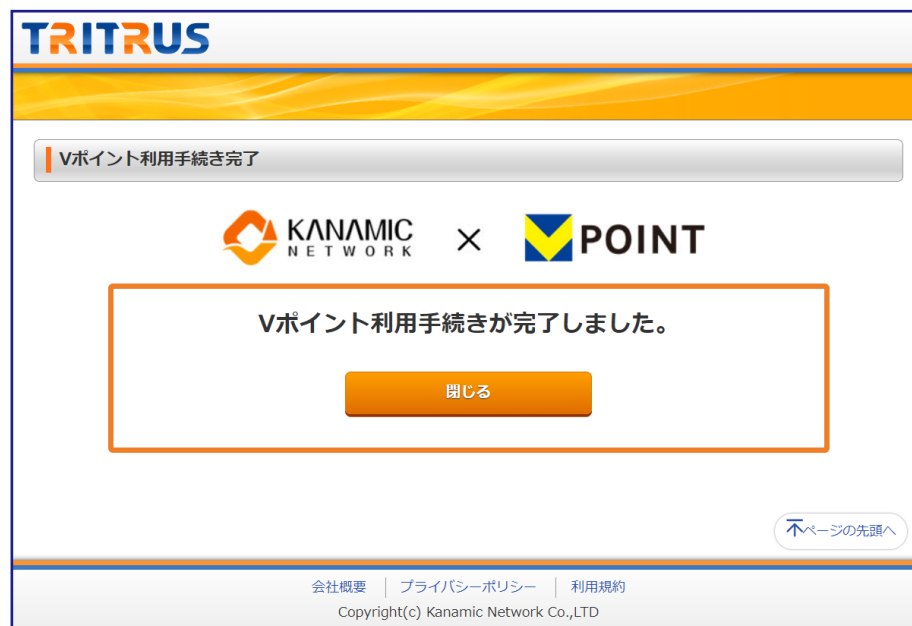 TRITRUS
Vポイント利用手続き完了
KANAMIC
NETWORK
×
POINT
Vポイント利用手続きが完了しました。
閉じる
ページの先頭へ
会社概要 | プライバシーポリシー | 利用規約
Copyright(c) Kanamic Network Co.,LTD